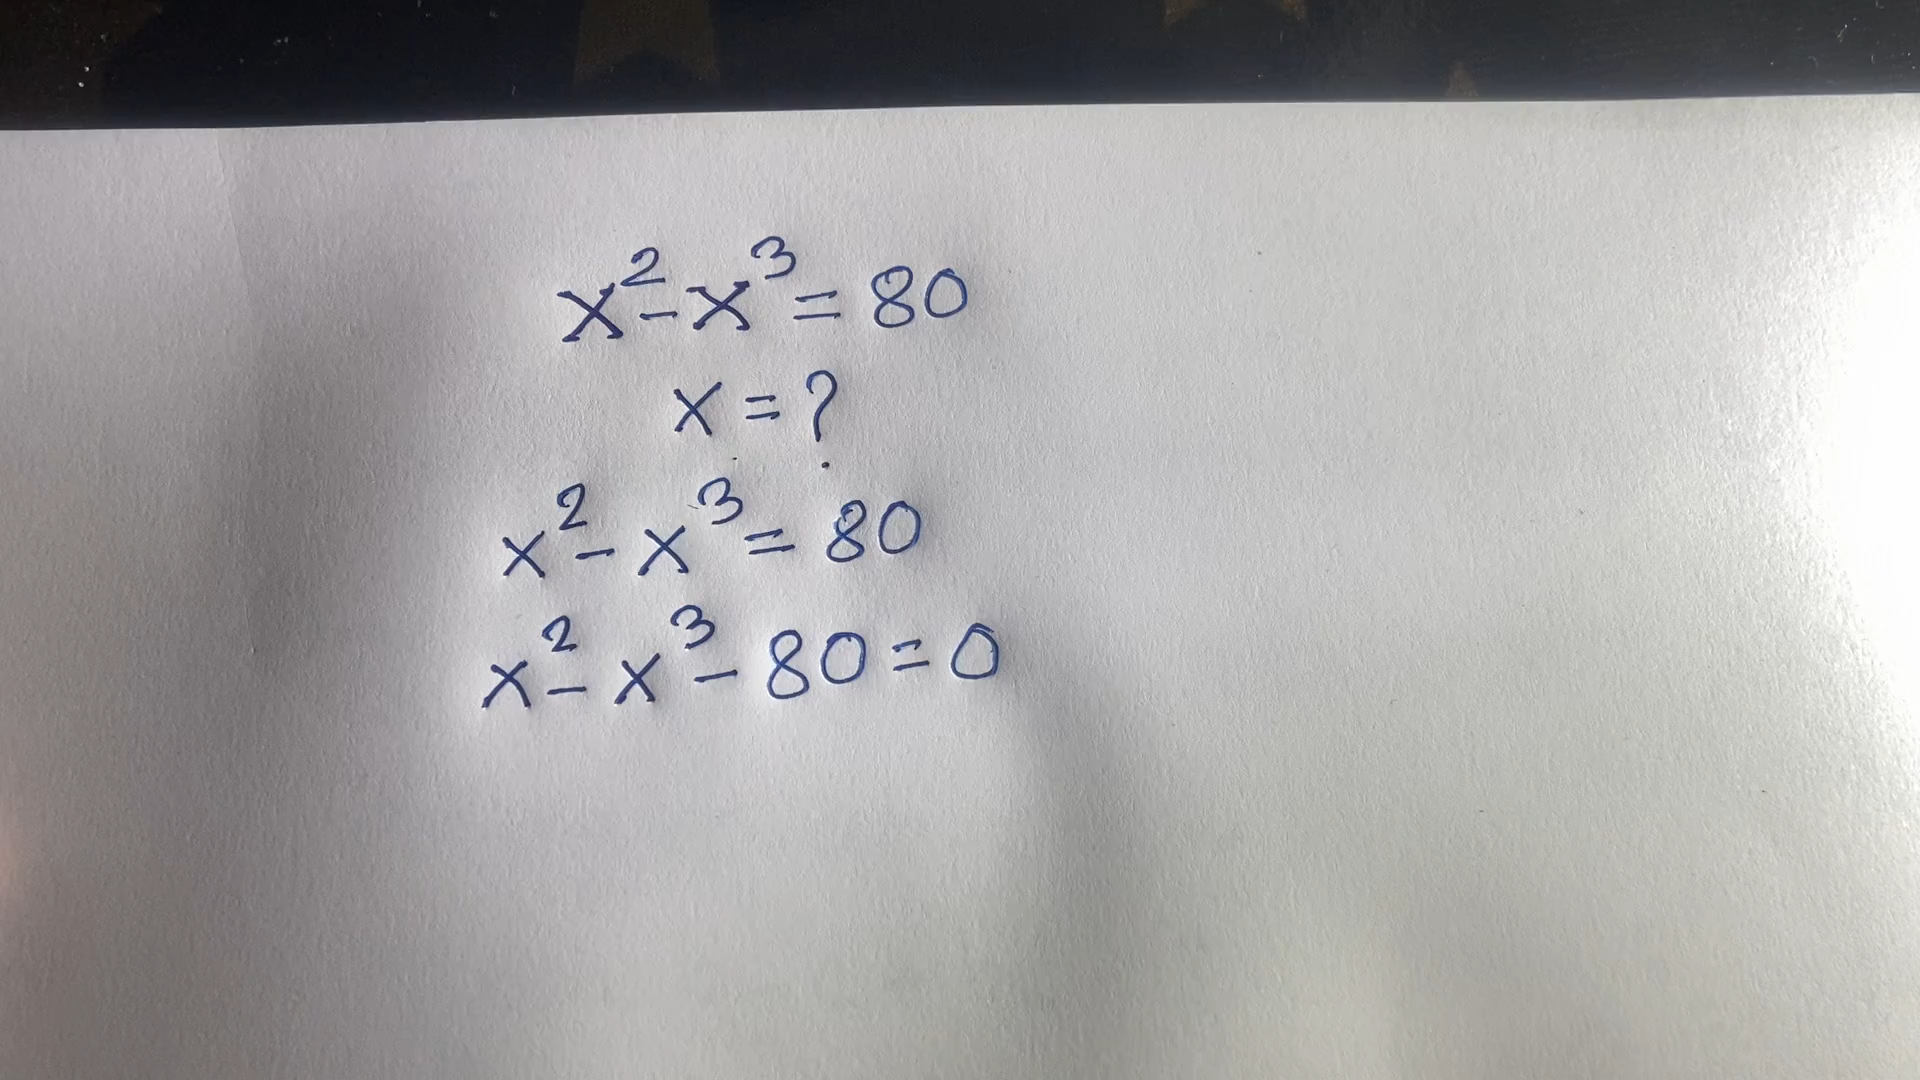 x² - x³ = 80
x = ?
x² - x³ = 80
x² - x³ - 80 = 0